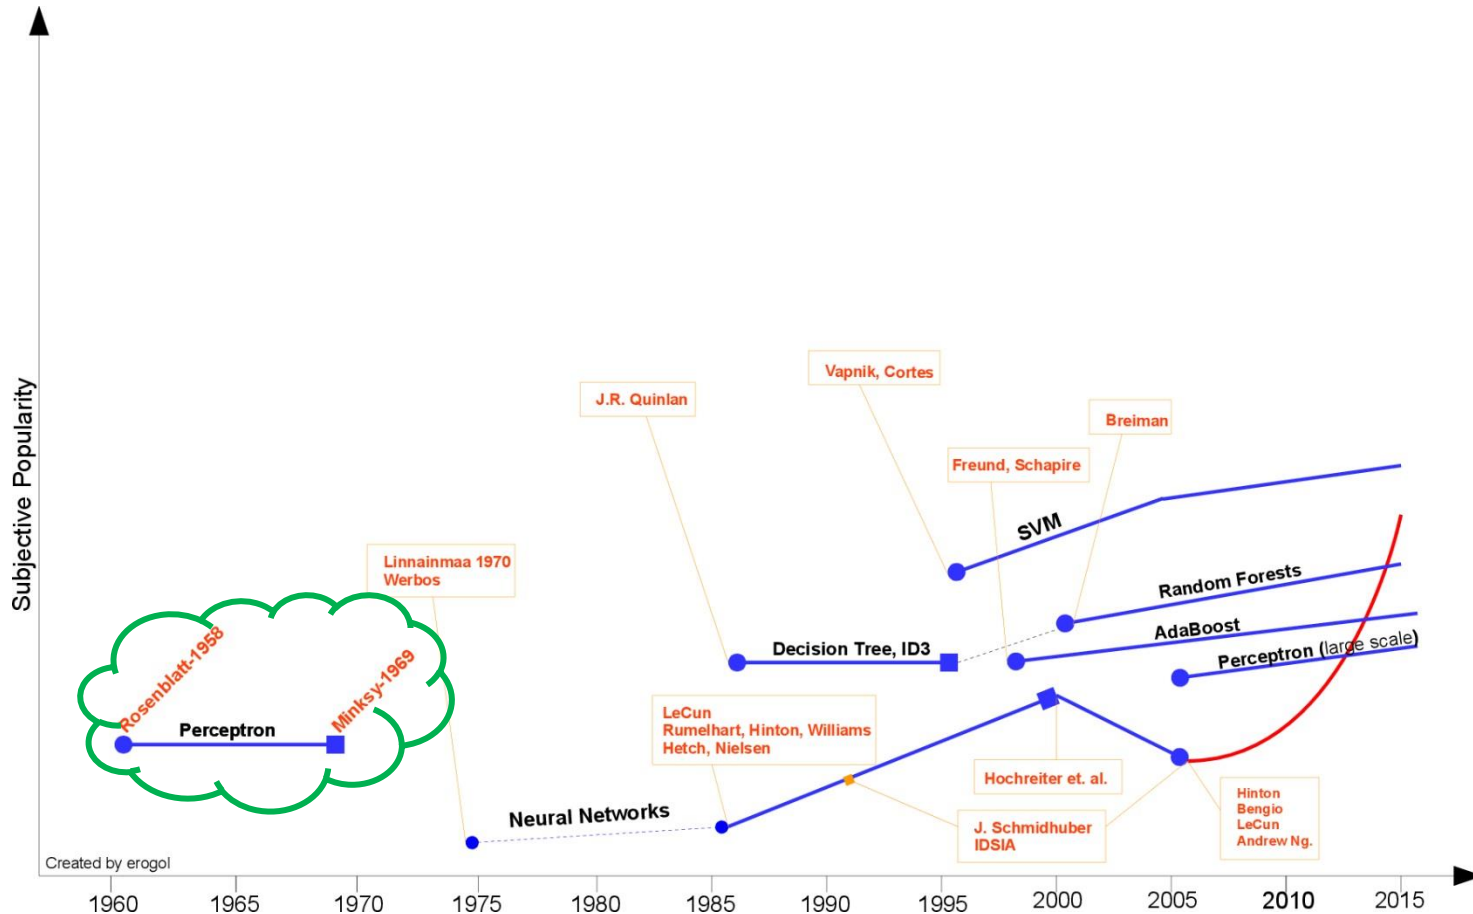 Subjective Popularity
Vapnik, Cortes
J.R. Quinlan
Breiman
Freund, Schapire
SVM
Linnainmaa 1970
Werbos
Random Forests
AdaBoost
Rosenblatt-1958
Minksy-1969
Perceptron
Decision Tree, ID3
Perceptron (large scale)
LeCun
Rumelhart, Hinton, Williams
Hetch, Nielsen
Hochreiter et. al.
Neural Networks
J. Schmidhuber
IDSIA
Hinton
Bengio
LeCun
Andrew Ng.
Created by erogol
1960 1965 1970 1975 1980 1985 1990 1995 2000 2005 2010 2015